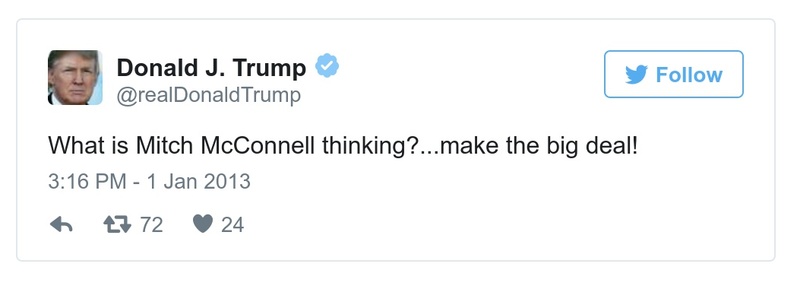 Donald J. Trump
@realDonaldTrump
Follow
What is Mitch McConnell thinking?...make the big deal!
3:16 PM - 1 Jan 2013
72 24